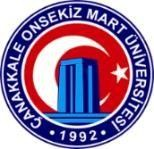 ÇANAKKALE ONSEKİZ MART ÜNİVERSİTESİ
• 1992 •